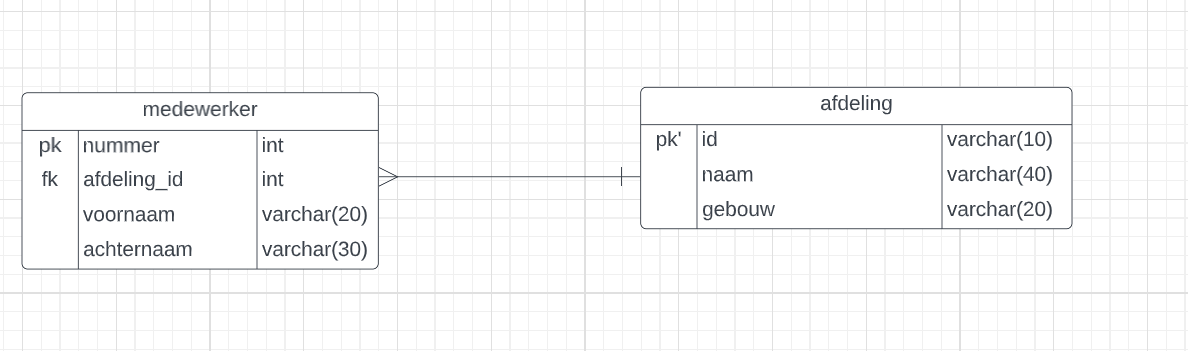 medewerker
pk nummer int
fk afdeling_id int
voornaam varchar(20)
achternaam varchar(30)
afdeling
pk' id varchar(10)
naam varchar(40)
gebouw varchar(20)